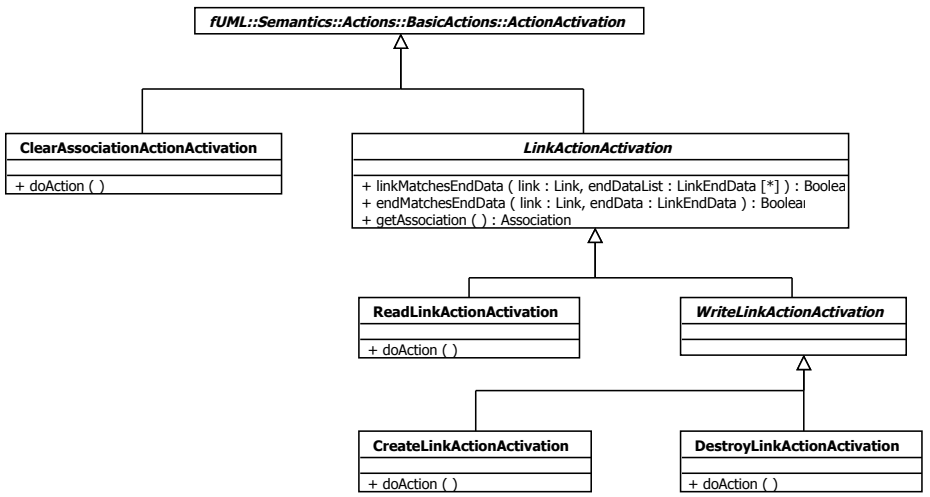 fUML::Semantics::Actions::BasicActions::ActionActivation
ClearAssociationActionActivation
+ doAction ( )
LinkActionActivation
+ linkMatchesEndData ( link : Link, endDataList : LinkEndData [*] ) : Boolea
+ endMatchesEndData ( link : Link, endData : LinkEndData ) : Boolea
+ getAssociation ( ) : Association
ReadLinkActionActivation
+ doAction ( )
WriteLinkActionActivation
CreateLinkActionActivation
+ doAction ( )
DestroyLinkActionActivation
+ doAction ( )